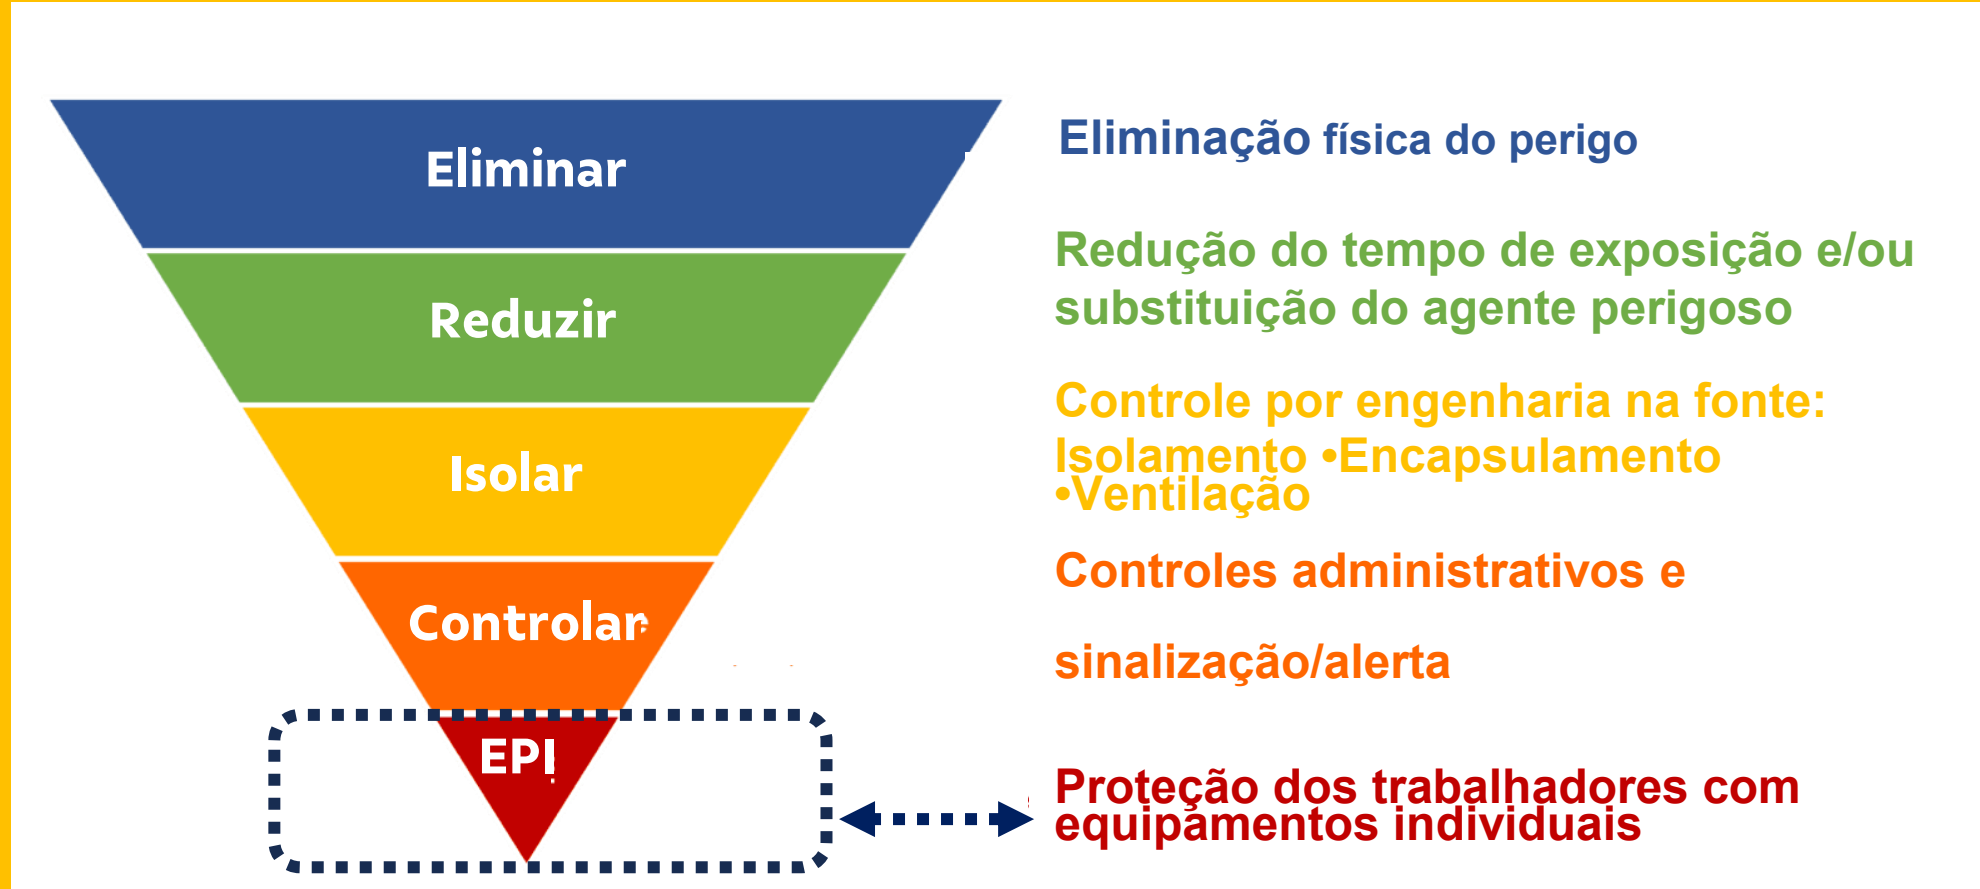 Eliminar
Eliminação física do perigo
Reduzir
Redução do tempo de exposição e/ou
substituição do agente perigoso
Isolar
Controle por engenharia na fonte:
Isolamento •Encapsulamento
•Ventilação
Controlar
Controles administrativos e
sinalização/alerta
EPI
Proteção dos trabalhadores com
equipamentos individuais